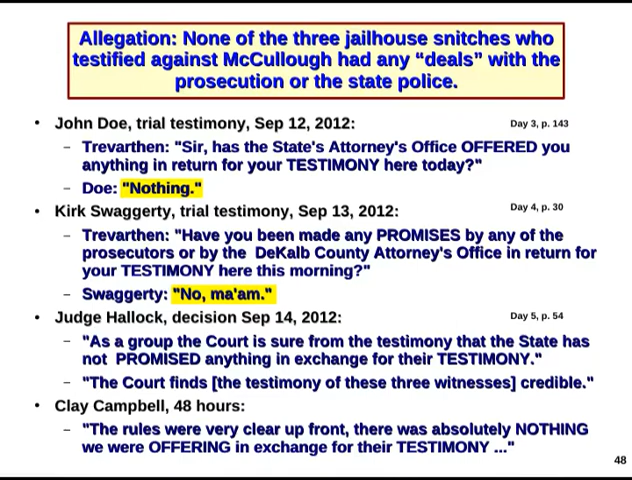 Allegation: None of the three jailhouse snitches who
testified against McCullough had any “deals” with the
prosecution or the state police.
• John Doe, trial testimony, Sep 12, 2012: Day 3, p. 143
– Trevarthen: "Sir, has the State's Attorney's Office OFFERED you
anything in return for your TESTIMONY here today?"
– Doe: "Nothing."
• Kirk Swaggerty, trial testimony, Sep 13, 2012: Day 4, p. 30
– Trevarthen: "Have you been made any PROMISES by any of the
prosecutors or by the DeKalb County Attorney's Office in return for
your TESTIMONY here this morning?"
– Swaggerty: "No, ma'am."
• Judge Hallock, decision Sep 14, 2012: Day 5, p. 54
– "As a group the Court is sure from the testimony that the State has
not PROMISED anything in exchange for their TESTIMONY."
– "The Court finds [the testimony of these three witnesses] credible."
• Clay Campbell, 48 hours:
– "The rules were very clear up front, there was absolutely NOTHING
we were OFFERING in exchange for their TESTIMONY ..."
48